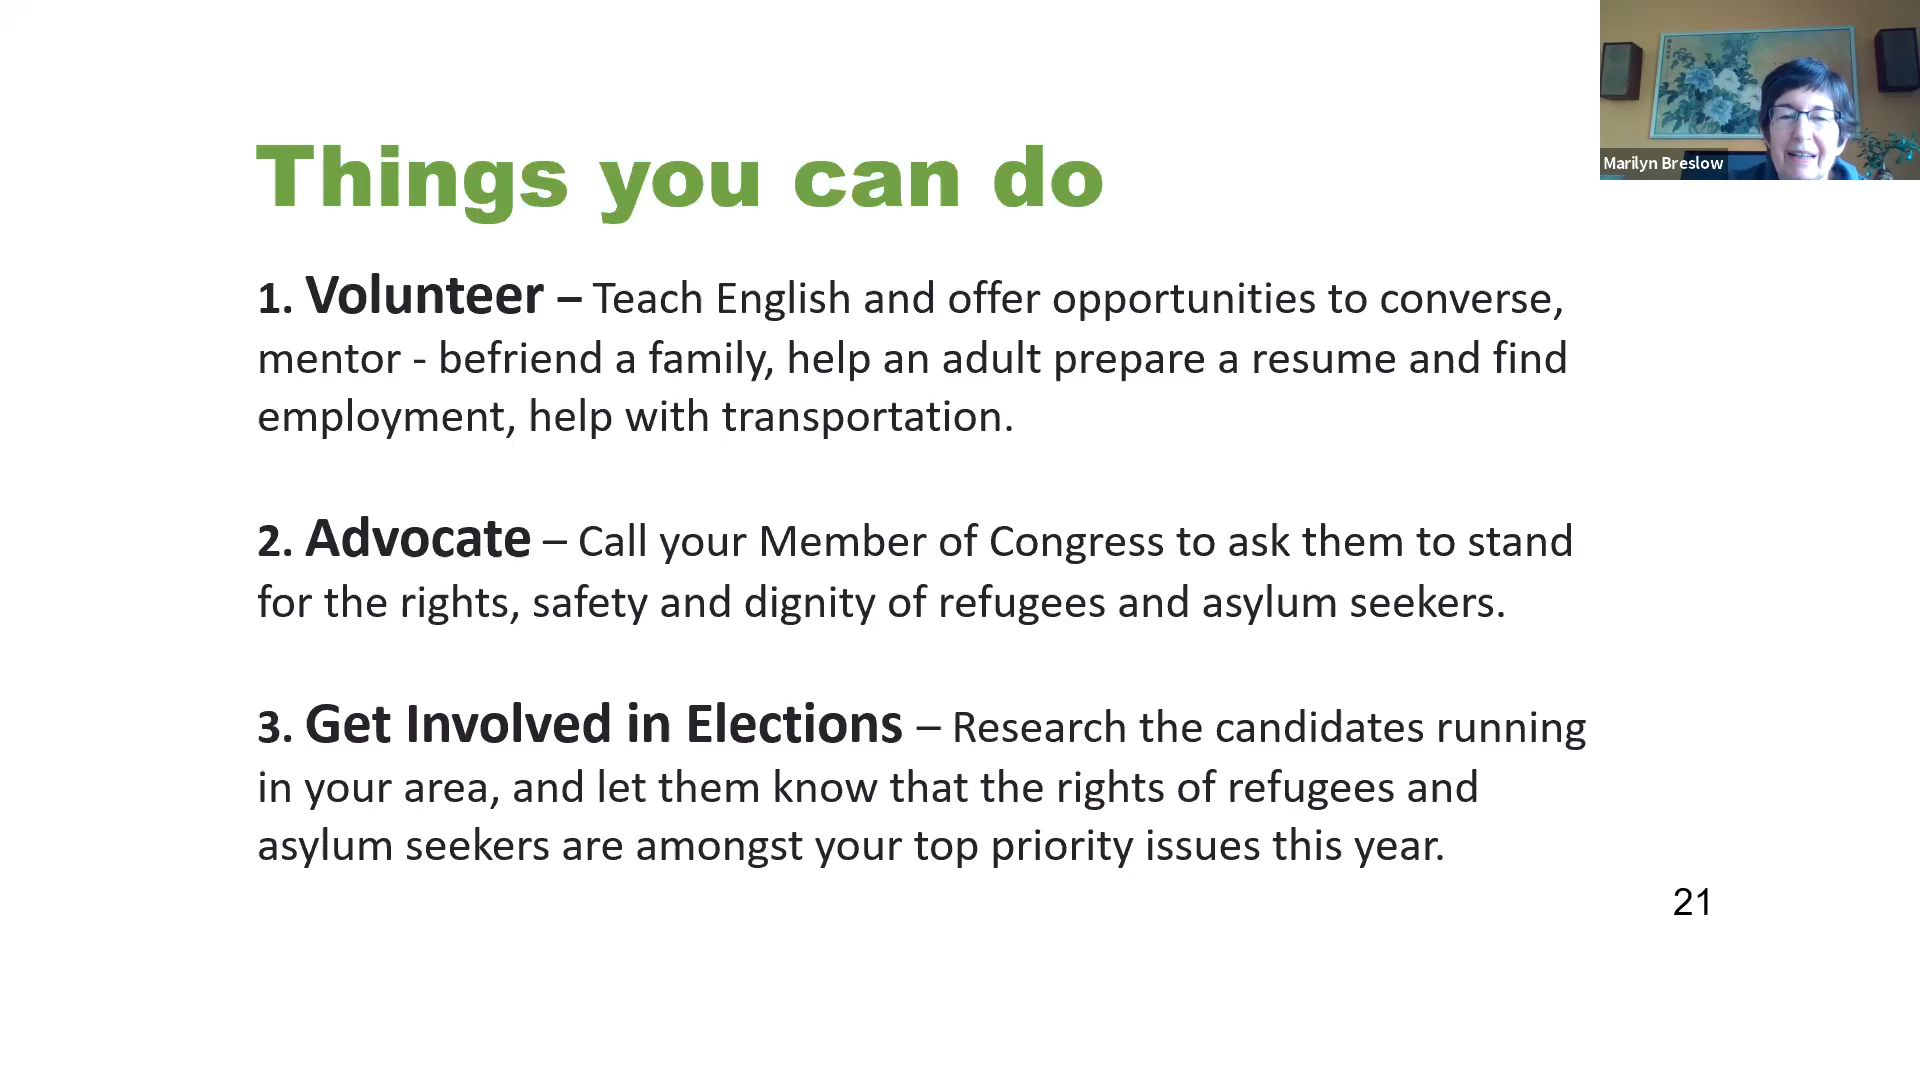 Things you can do
1. Volunteer – Teach English and offer opportunities to converse,
mentor - befriend a family, help an adult prepare a resume and find
employment, help with transportation.
2. Advocate – Call your Member of Congress to ask them to stand
for the rights, safety and dignity of refugees and asylum seekers.
3. Get Involved in Elections – Research the candidates running
in your area, and let them know that the rights of refugees and
asylum seekers are amongst your top priority issues this year.
21
Marilyn Breslow